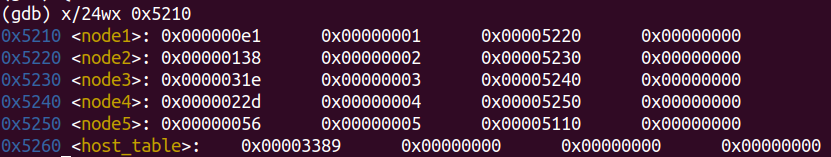 (gdb) x/24wx 0x5210
0x5210 <node1>: 0x000000e1 0x00000001 0x00005220 0x00000000
0x5220 <node2>: 0x00000138 0x00000002 0x00005230 0x00000000
0x5230 <node3>: 0x0000031e 0x00000003 0x00005240 0x00000000
0x5240 <node4>: 0x0000022d 0x00000004 0x00005250 0x00000000
0x5250 <node5>: 0x00000056 0x00000005 0x00005110 0x00000000
0x5260 <host_table>: 0x00003389 0x00000000 0x00000000 0x00000000